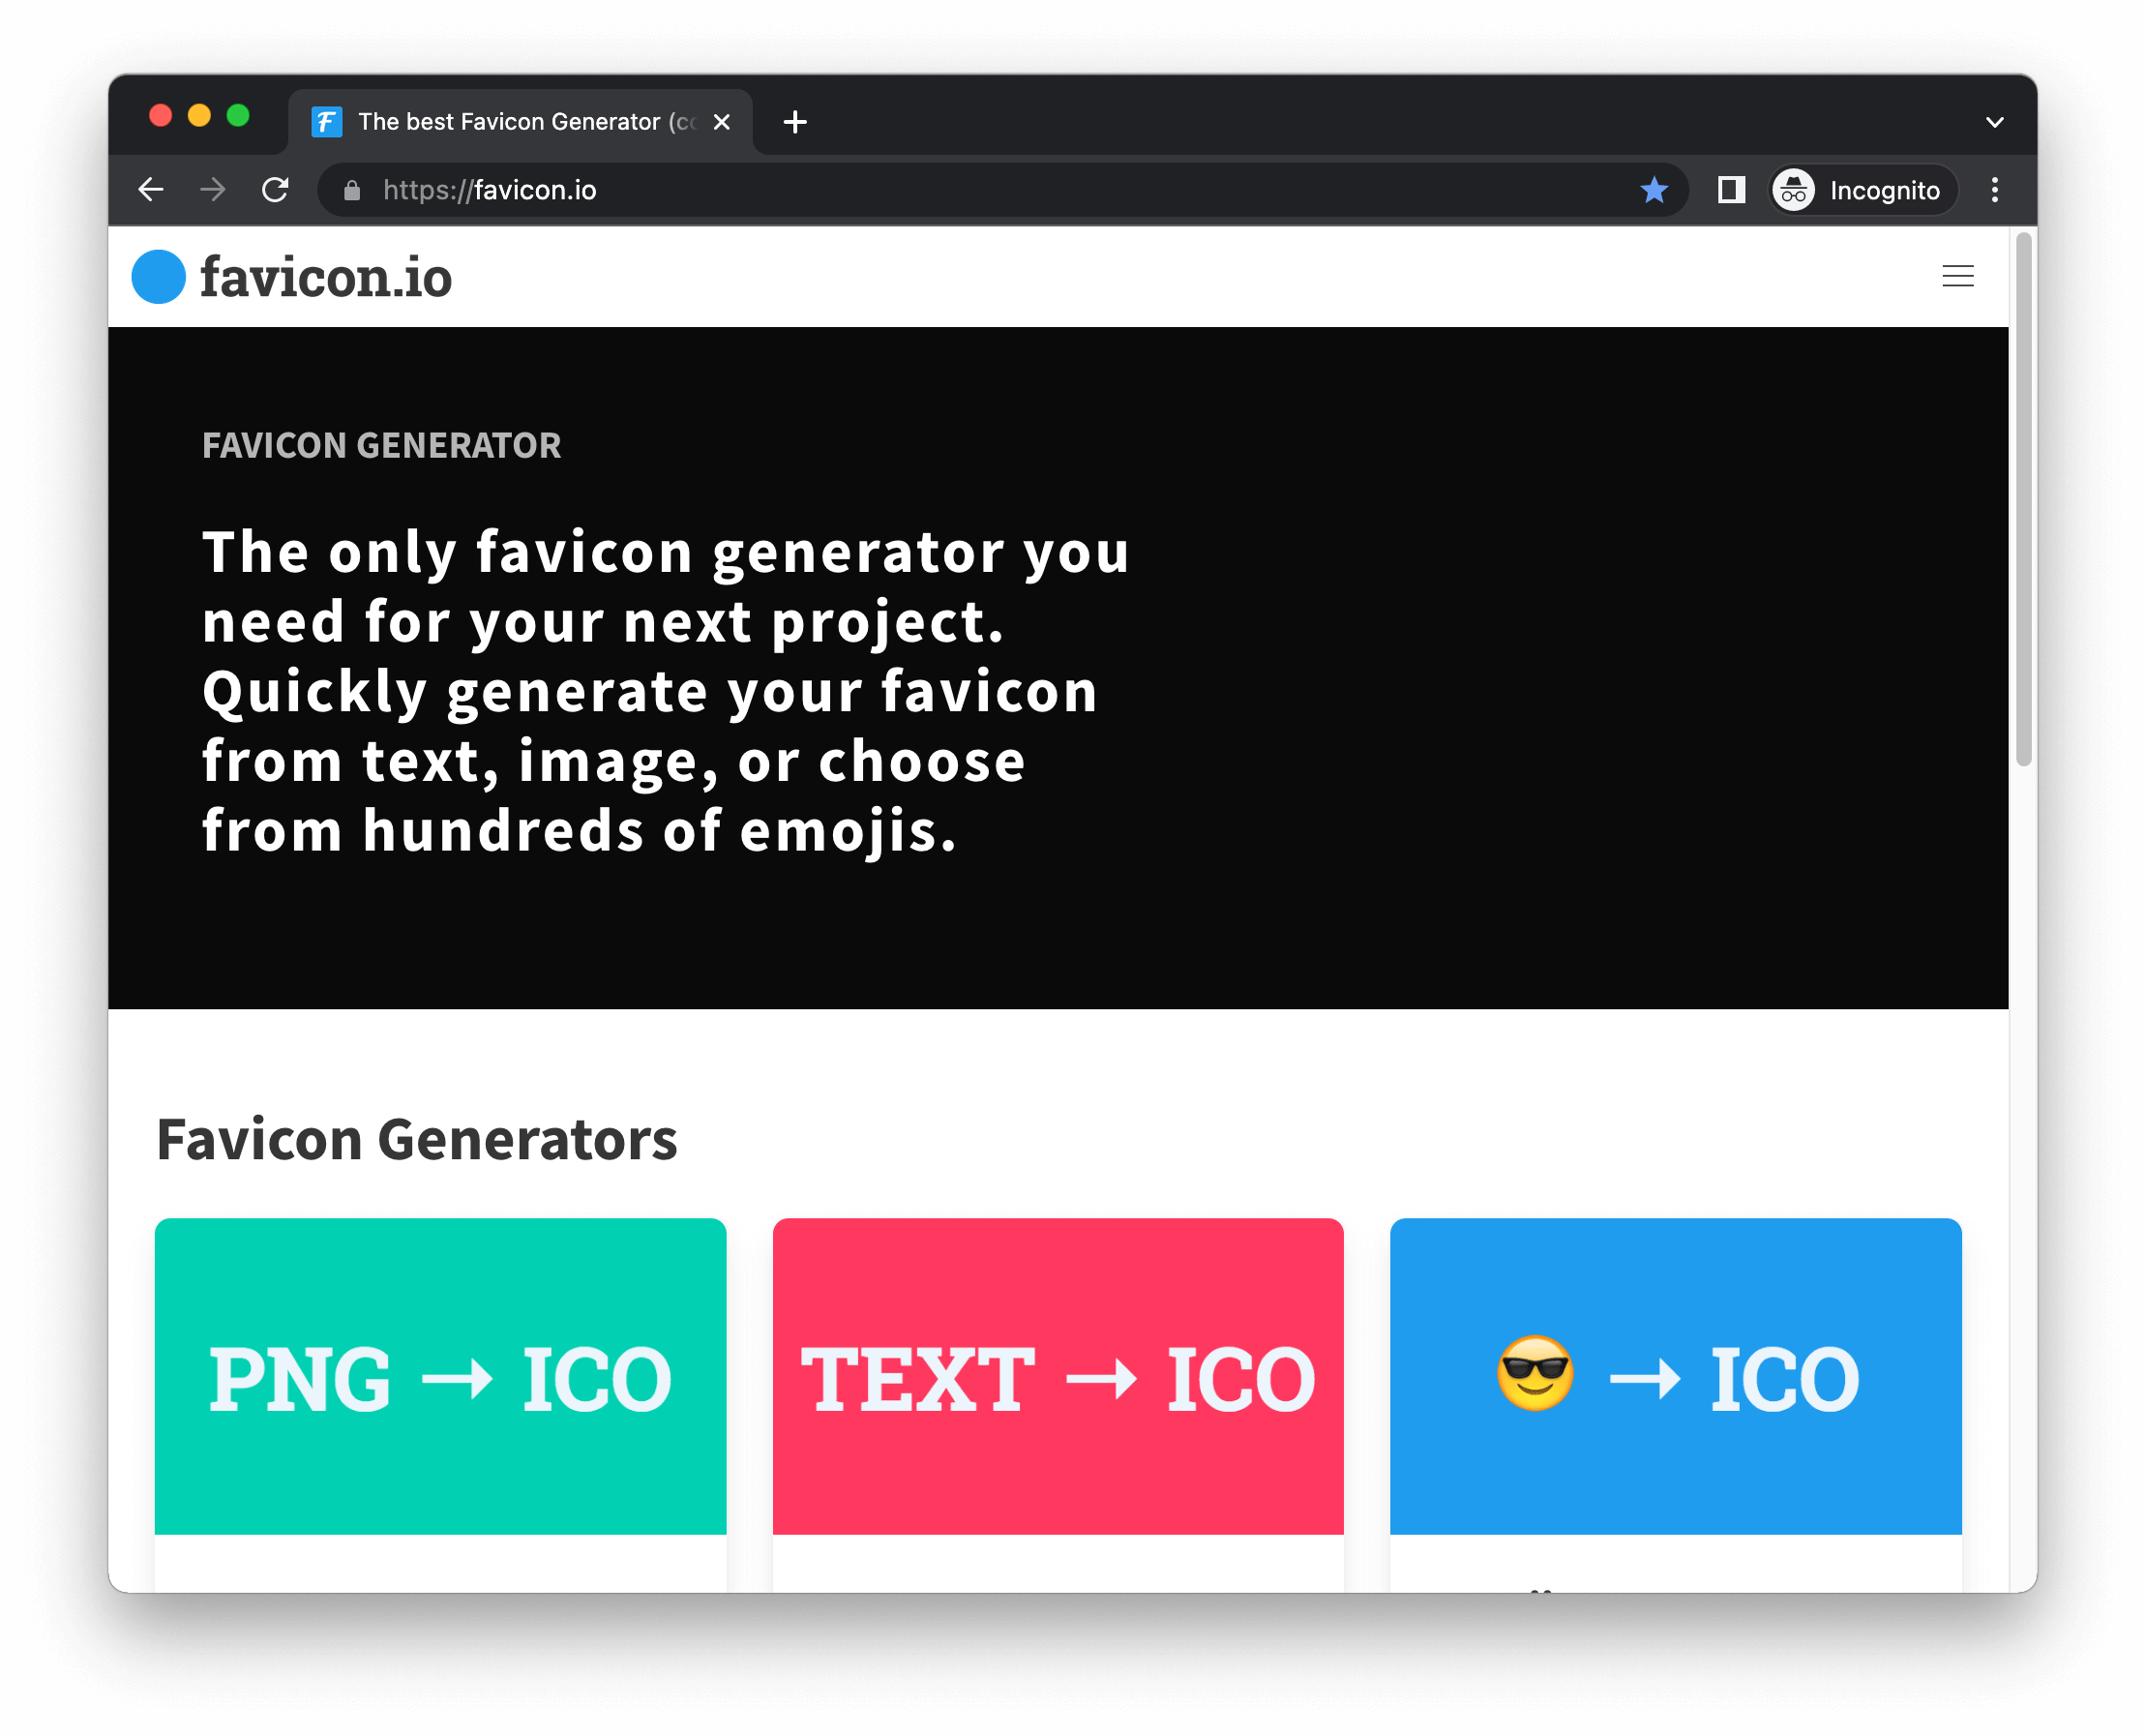 The best Favicon Generator (co
https://favicon.io
Incognito
favicon.io
FAVICON GENERATOR
The only favicon generator you
need for your next project.
Quickly generate your favicon
from text, image, or choose
from hundreds of emojis.
Favicon Generators
PNG → ICO
TEXT → ICO
😎 → ICO